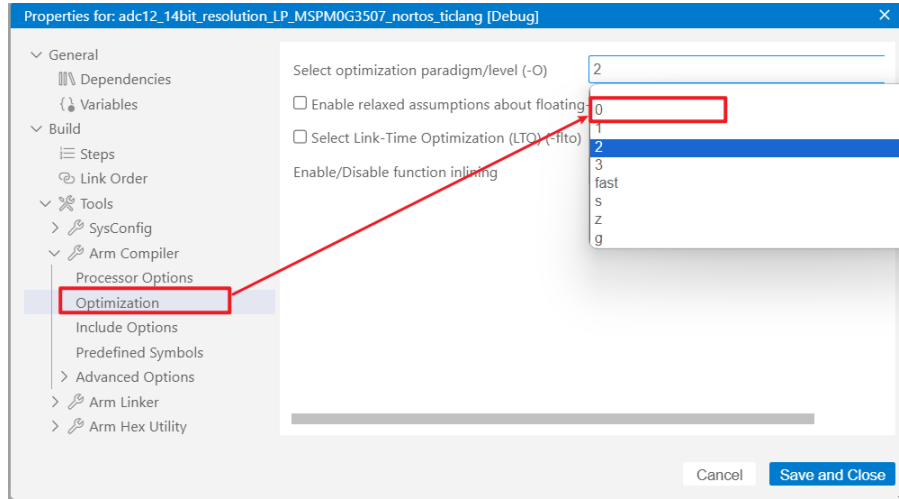 Properties for: adc12_14bit_resolution_LP_MSPM0G3507_nortos_ticlang [Debug]
General
Dependencies
Variables
Build
Steps
Link Order
Tools
SysConfig
Arm Compiler
Processor Options
Optimization
Include Options
Predefined Symbols
Advanced Options
Arm Linker
Arm Hex Utility
Select optimization paradigm/level (-O)
2
Enable relaxed assumptions about floating-
Select Link-Time Optimization (LTO) (-flto)
Enable/Disable function inlining
0
1
2
3
fast
s
z
g
Cancel
Save and Close